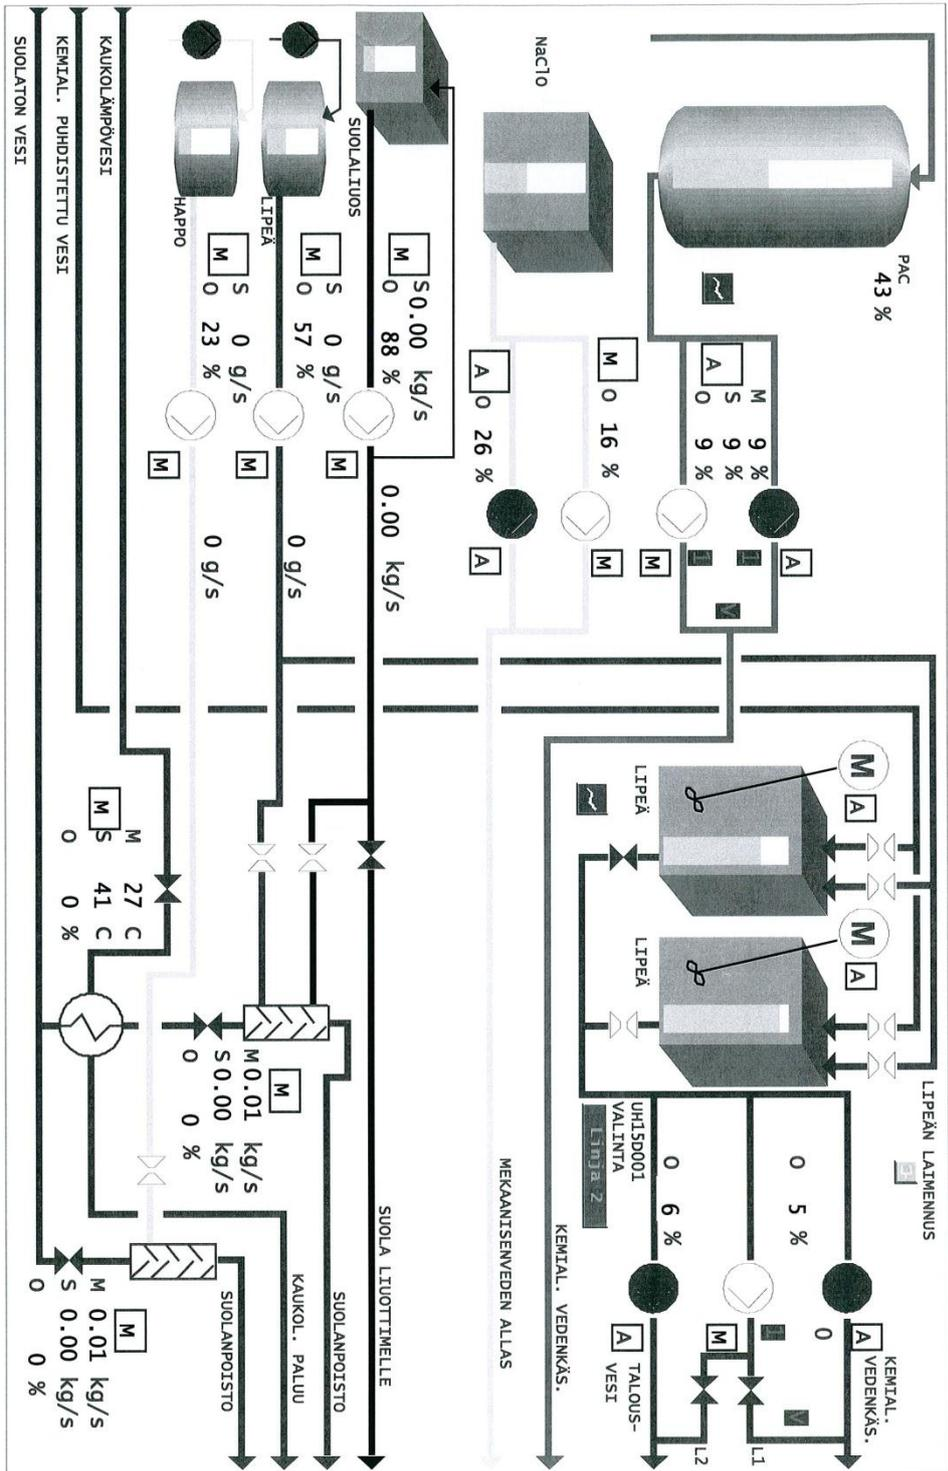 LIPEÄN LAIMENNUS
PAC
43 %
M A
M A
KEMIAL.
VEDENKÄS.
A
O
M 9 %
S 9 %
A O 9 %
A
I
I
V
M
O 5 %
I
V
L1
L2
M
O 6 %
A
TALOUS-
VESI
LIPEÄ
LIPEÄ
UH15D001
VALINTA
Linja 2
KEMIAL. VEDENKÄS.
NaClO
M O 16 %
M
A O 26 %
A
MEKAANISENVEDEN ALLAS
M S0.00 kg/s
O 88 %
0.00 kg/s
M
SUOLALIUOS
SUOLA LIUOTTIMELLE
SUOLANPOISTO
M S 0 g/s
O 57 %
0 g/s
M
LIPEÄ
M
M0.01 kg/s
S0.00 kg/s
O 0 %
KAUKOL. PALUU
M S 0 g/s
O 23 %
0 g/s
M
HAPPO
SUOLANPOISTO
M 27 C
M S 41 C
O 0 %
M
M 0.01 kg/s
S 0.00 kg/s
O 0 %
KAUKOLÄMPÖVESI
KEMIAL. PUHDISTETTU VESI
SUOLATON VESI